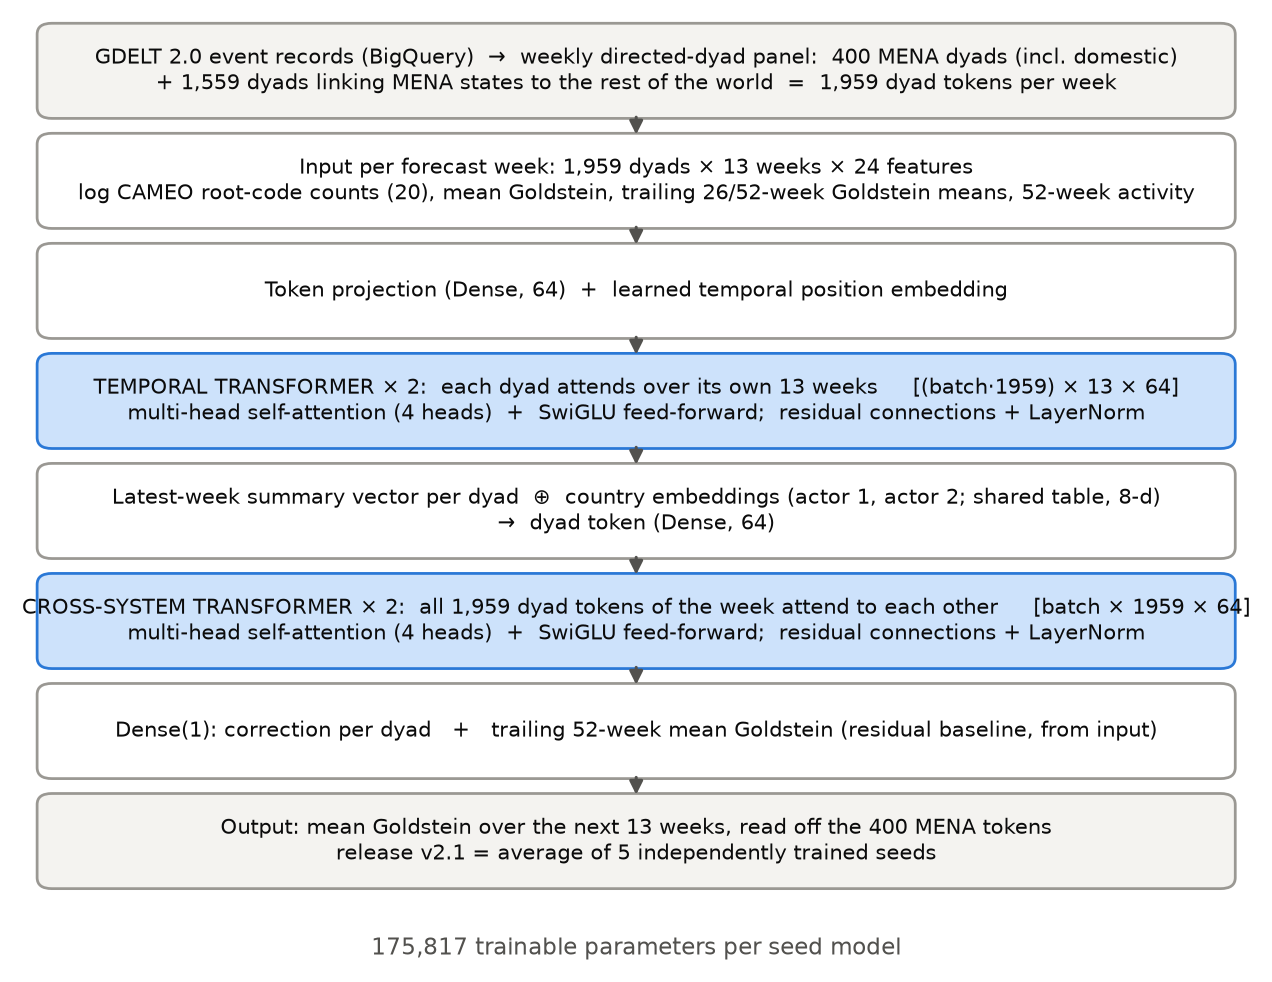 GDELT 2.0 event records (BigQuery) → weekly directed-dyad panel: 400 MENA dyads (incl. domestic)
+ 1,559 dyads linking MENA states to the rest of the world = 1,959 dyad tokens per week
Input per forecast week: 1,959 dyads × 13 weeks × 24 features
log CAMEO root-code counts (20), mean Goldstein, trailing 26/52-week Goldstein means, 52-week activity
Token projection (Dense, 64) + learned temporal position embedding
TEMPORAL TRANSFORMER × 2: each dyad attends over its own 13 weeks [(batch·1959) × 13 × 64]
multi-head self-attention (4 heads) + SwiGLU feed-forward; residual connections + LayerNorm
Latest-week summary vector per dyad ⊕ country embeddings (actor 1, actor 2; shared table, 8-d)
→ dyad token (Dense, 64)
CROSS-SYSTEM TRANSFORMER × 2: all 1,959 dyad tokens of the week attend to each other [batch × 1959 × 64]
multi-head self-attention (4 heads) + SwiGLU feed-forward; residual connections + LayerNorm
Dense(1): correction per dyad + trailing 52-week mean Goldstein (residual baseline, from input)
Output: mean Goldstein over the next 13 weeks, read off the 400 MENA tokens
release v2.1 = average of 5 independently trained seeds
175,817 trainable parameters per seed model